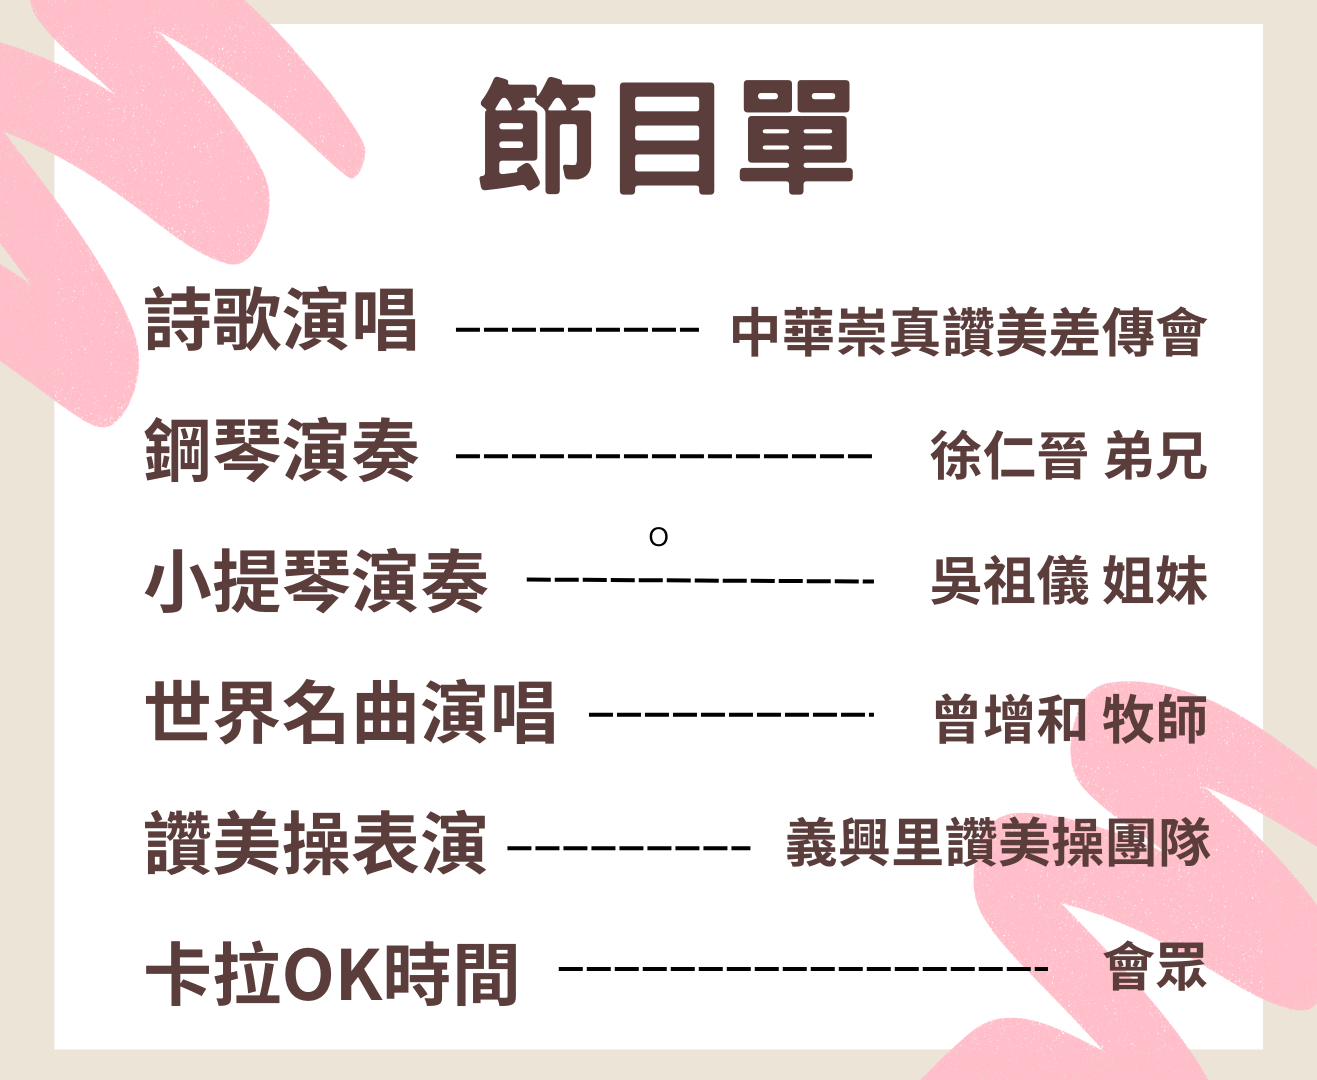 節目單
詩歌演唱 --------- 中華崇真讚美差傳會
鋼琴演奏 --------------- 徐仁晉 弟兄
O
小提琴演奏 ------------- 吳祖儀 姐妹
世界名曲演唱 ----------- 曾增和 牧師
讚美操表演 --------- 義興里讚美操團隊
卡拉OK時間 ------------------ 會眾